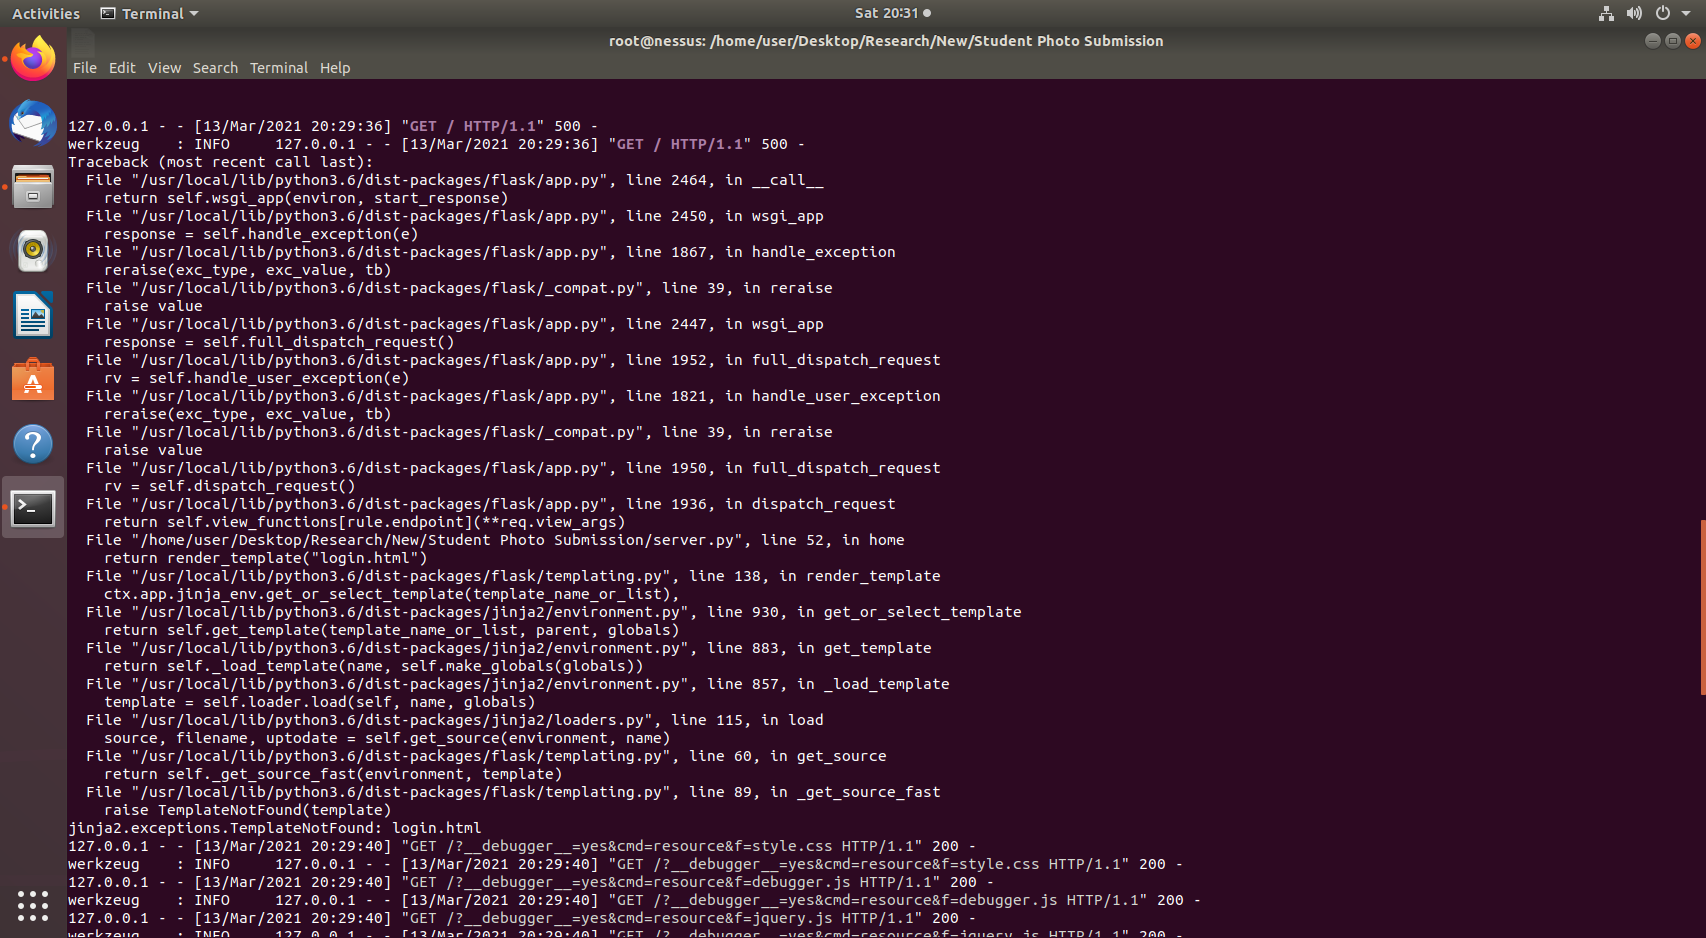 Activities Terminal Sat 20:31
root@nessus: /home/user/Desktop/Research/New/Student Photo Submission
File Edit View Search Terminal Help
127.0.0.1 - - [13/Mar/2021 20:29:36] "GET / HTTP/1.1" 500 -
werkzeug    : INFO     127.0.0.1 - - [13/Mar/2021 20:29:36] "GET / HTTP/1.1" 500 -
Traceback (most recent call last):
  File "/usr/local/lib/python3.6/dist-packages/flask/app.py", line 2464, in __call__
    return self.wsgi_app(environ, start_response)
  File "/usr/local/lib/python3.6/dist-packages/flask/app.py", line 2450, in wsgi_app
    response = self.handle_exception(e)
  File "/usr/local/lib/python3.6/dist-packages/flask/app.py", line 1867, in handle_exception
    reraise(exc_type, exc_value, tb)
  File "/usr/local/lib/python3.6/dist-packages/flask/_compat.py", line 39, in reraise
    raise value
  File "/usr/local/lib/python3.6/dist-packages/flask/app.py", line 2447, in wsgi_app
    response = self.full_dispatch_request()
  File "/usr/local/lib/python3.6/dist-packages/flask/app.py", line 1952, in full_dispatch_request
    rv = self.handle_user_exception(e)
  File "/usr/local/lib/python3.6/dist-packages/flask/app.py", line 1821, in handle_user_exception
    reraise(exc_type, exc_value, tb)
  File "/usr/local/lib/python3.6/dist-packages/flask/_compat.py", line 39, in reraise
    raise value
  File "/usr/local/lib/python3.6/dist-packages/flask/app.py", line 1950, in full_dispatch_request
    rv = self.dispatch_request()
  File "/usr/local/lib/python3.6/dist-packages/flask/app.py", line 1936, in dispatch_request
    return self.view_functions[rule.endpoint](**req.view_args)
  File "/home/user/Desktop/Research/New/Student Photo Submission/server.py", line 52, in home
    return render_template("login.html")
  File "/usr/local/lib/python3.6/dist-packages/flask/templating.py", line 138, in render_template
    ctx.app.jinja_env.get_or_select_template(template_name_or_list),
  File "/usr/local/lib/python3.6/dist-packages/jinja2/environment.py", line 930, in get_or_select_template
    return self.get_template(template_name_or_list, parent, globals)
  File "/usr/local/lib/python3.6/dist-packages/jinja2/environment.py", line 883, in get_template
    return self._load_template(name, self.make_globals(globals))
  File "/usr/local/lib/python3.6/dist-packages/jinja2/environment.py", line 857, in _load_template
    template = self.loader.load(self, name, globals)
  File "/usr/local/lib/python3.6/dist-packages/jinja2/loaders.py", line 115, in load
    source, filename, uptodate = self.get_source(environment, name)
  File "/usr/local/lib/python3.6/dist-packages/flask/templating.py", line 60, in get_source
    return self._get_source_fast(environment, template)
  File "/usr/local/lib/python3.6/dist-packages/flask/templating.py", line 89, in _get_source_fast
    raise TemplateNotFound(template)
jinja2.exceptions.TemplateNotFound: login.html
127.0.0.1 - - [13/Mar/2021 20:29:40] "GET /?__debugger__=yes&cmd=resource&f=style.css HTTP/1.1" 200 -
werkzeug    : INFO     127.0.0.1 - - [13/Mar/2021 20:29:40] "GET /?__debugger__=yes&cmd=resource&f=style.css HTTP/1.1" 200 -
127.0.0.1 - - [13/Mar/2021 20:29:40] "GET /?__debugger__=yes&cmd=resource&f=debugger.js HTTP/1.1" 200 -
werkzeug    : INFO     127.0.0.1 - - [13/Mar/2021 20:29:40] "GET /?__debugger__=yes&cmd=resource&f=debugger.js HTTP/1.1" 200 -
127.0.0.1 - - [13/Mar/2021 20:29:40] "GET /?__debugger__=yes&cmd=resource&f=jquery.js HTTP/1.1" 200 -
werkzeug    : INFO     127.0.0.1 - - [13/Mar/2021 20:29:40] "GET /?__debugger__=yes&cmd=resource&f=jquery.js HTTP/1.1" 200 -